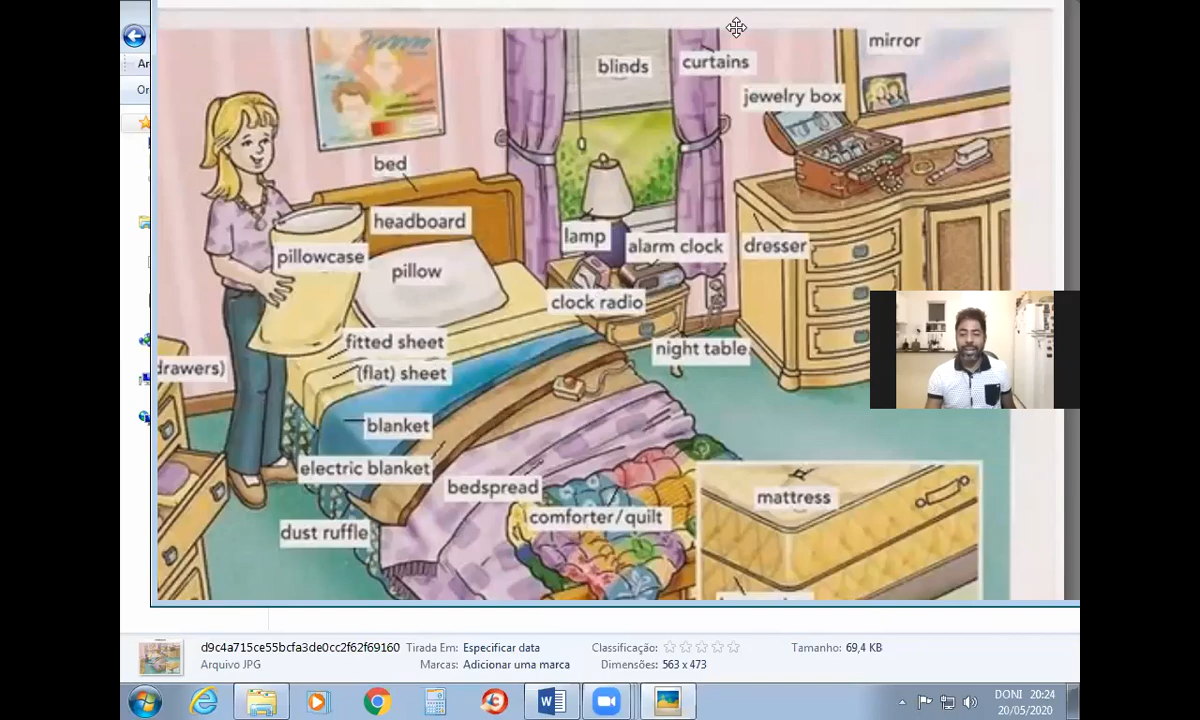 mirror
blinds
curtains
jewelry box
bed
headboard
lamp
alarm clock
dresser
pillowcase
pillow
clock radio
fitted sheet
night table
drawers)
(flat) sheet
blanket
electric blanket
bedspread
mattress
comforter/quilt
dust ruffle
d9c4a715ce55bcfa3de0cc2f62f69160
Arquivo JPG
Tirada Em: Especificar data
Marcas: Adicionar uma marca
Classificação:
Dimensões: 563 x 473
Tamanho: 69,4 KB
DONI 20:24
20/05/2020